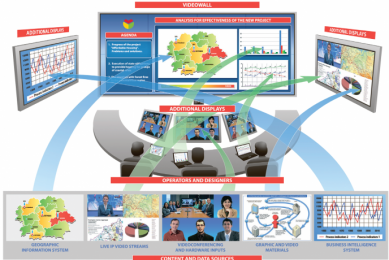 VIDEOWALL
ADDITIONAL DISPLAYS
ADDITIONAL DISPLAYS
AGENDA
ANALYSIS FOR EFFECTIVENESS OF THE NEW PROJECT
ADDITIONAL DISPLAYS
OPERATORS AND DESIGNERS
GEOGRAPHIC
INFORMATION SYSTEM
LIVE IP VIDEO STREAMS
VIDEOCONFERENCING
AND HARDWARE INPUTS
GRAPHIC AND VIDEO
MATERIALS
BUSINESS INTELLIGENCE
SYSTEM
CONTENT AND DATA SOURCES